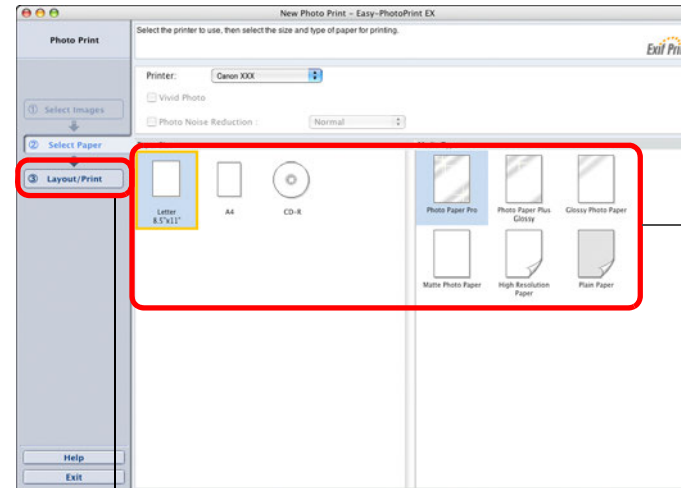 New Photo Print - Easy-PhotoPrint EX
Photo Print
Select the printer to use, then select the size and type of paper for printing.
Exif Pri
Printer:
Canon XXX
Vivid Photo
Photo Noise Reduction :
Normal
① Select Images
② Select Paper
③ Layout/Print
Letter
8.5"x11"
A4
CD-R
Photo Paper Pro
Photo Paper Plus
Glossy
Glossy Photo Paper
Matte Photo Paper
High Resolution
Paper
Plain Paper
Help
Exit